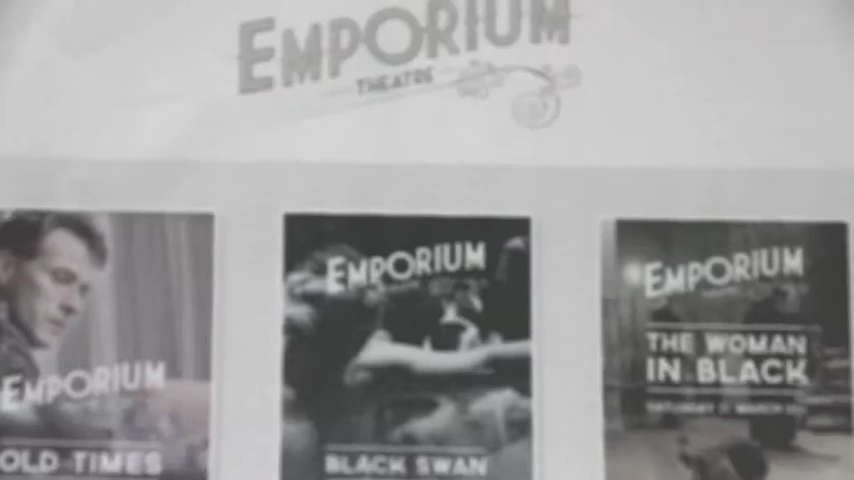 EMPORIUM
THEATRE
EMPORIUM
OLD TIMES
EMPORIUM
BLACK SWAN
EMPORIUM
THE WOMAN
IN BLACK